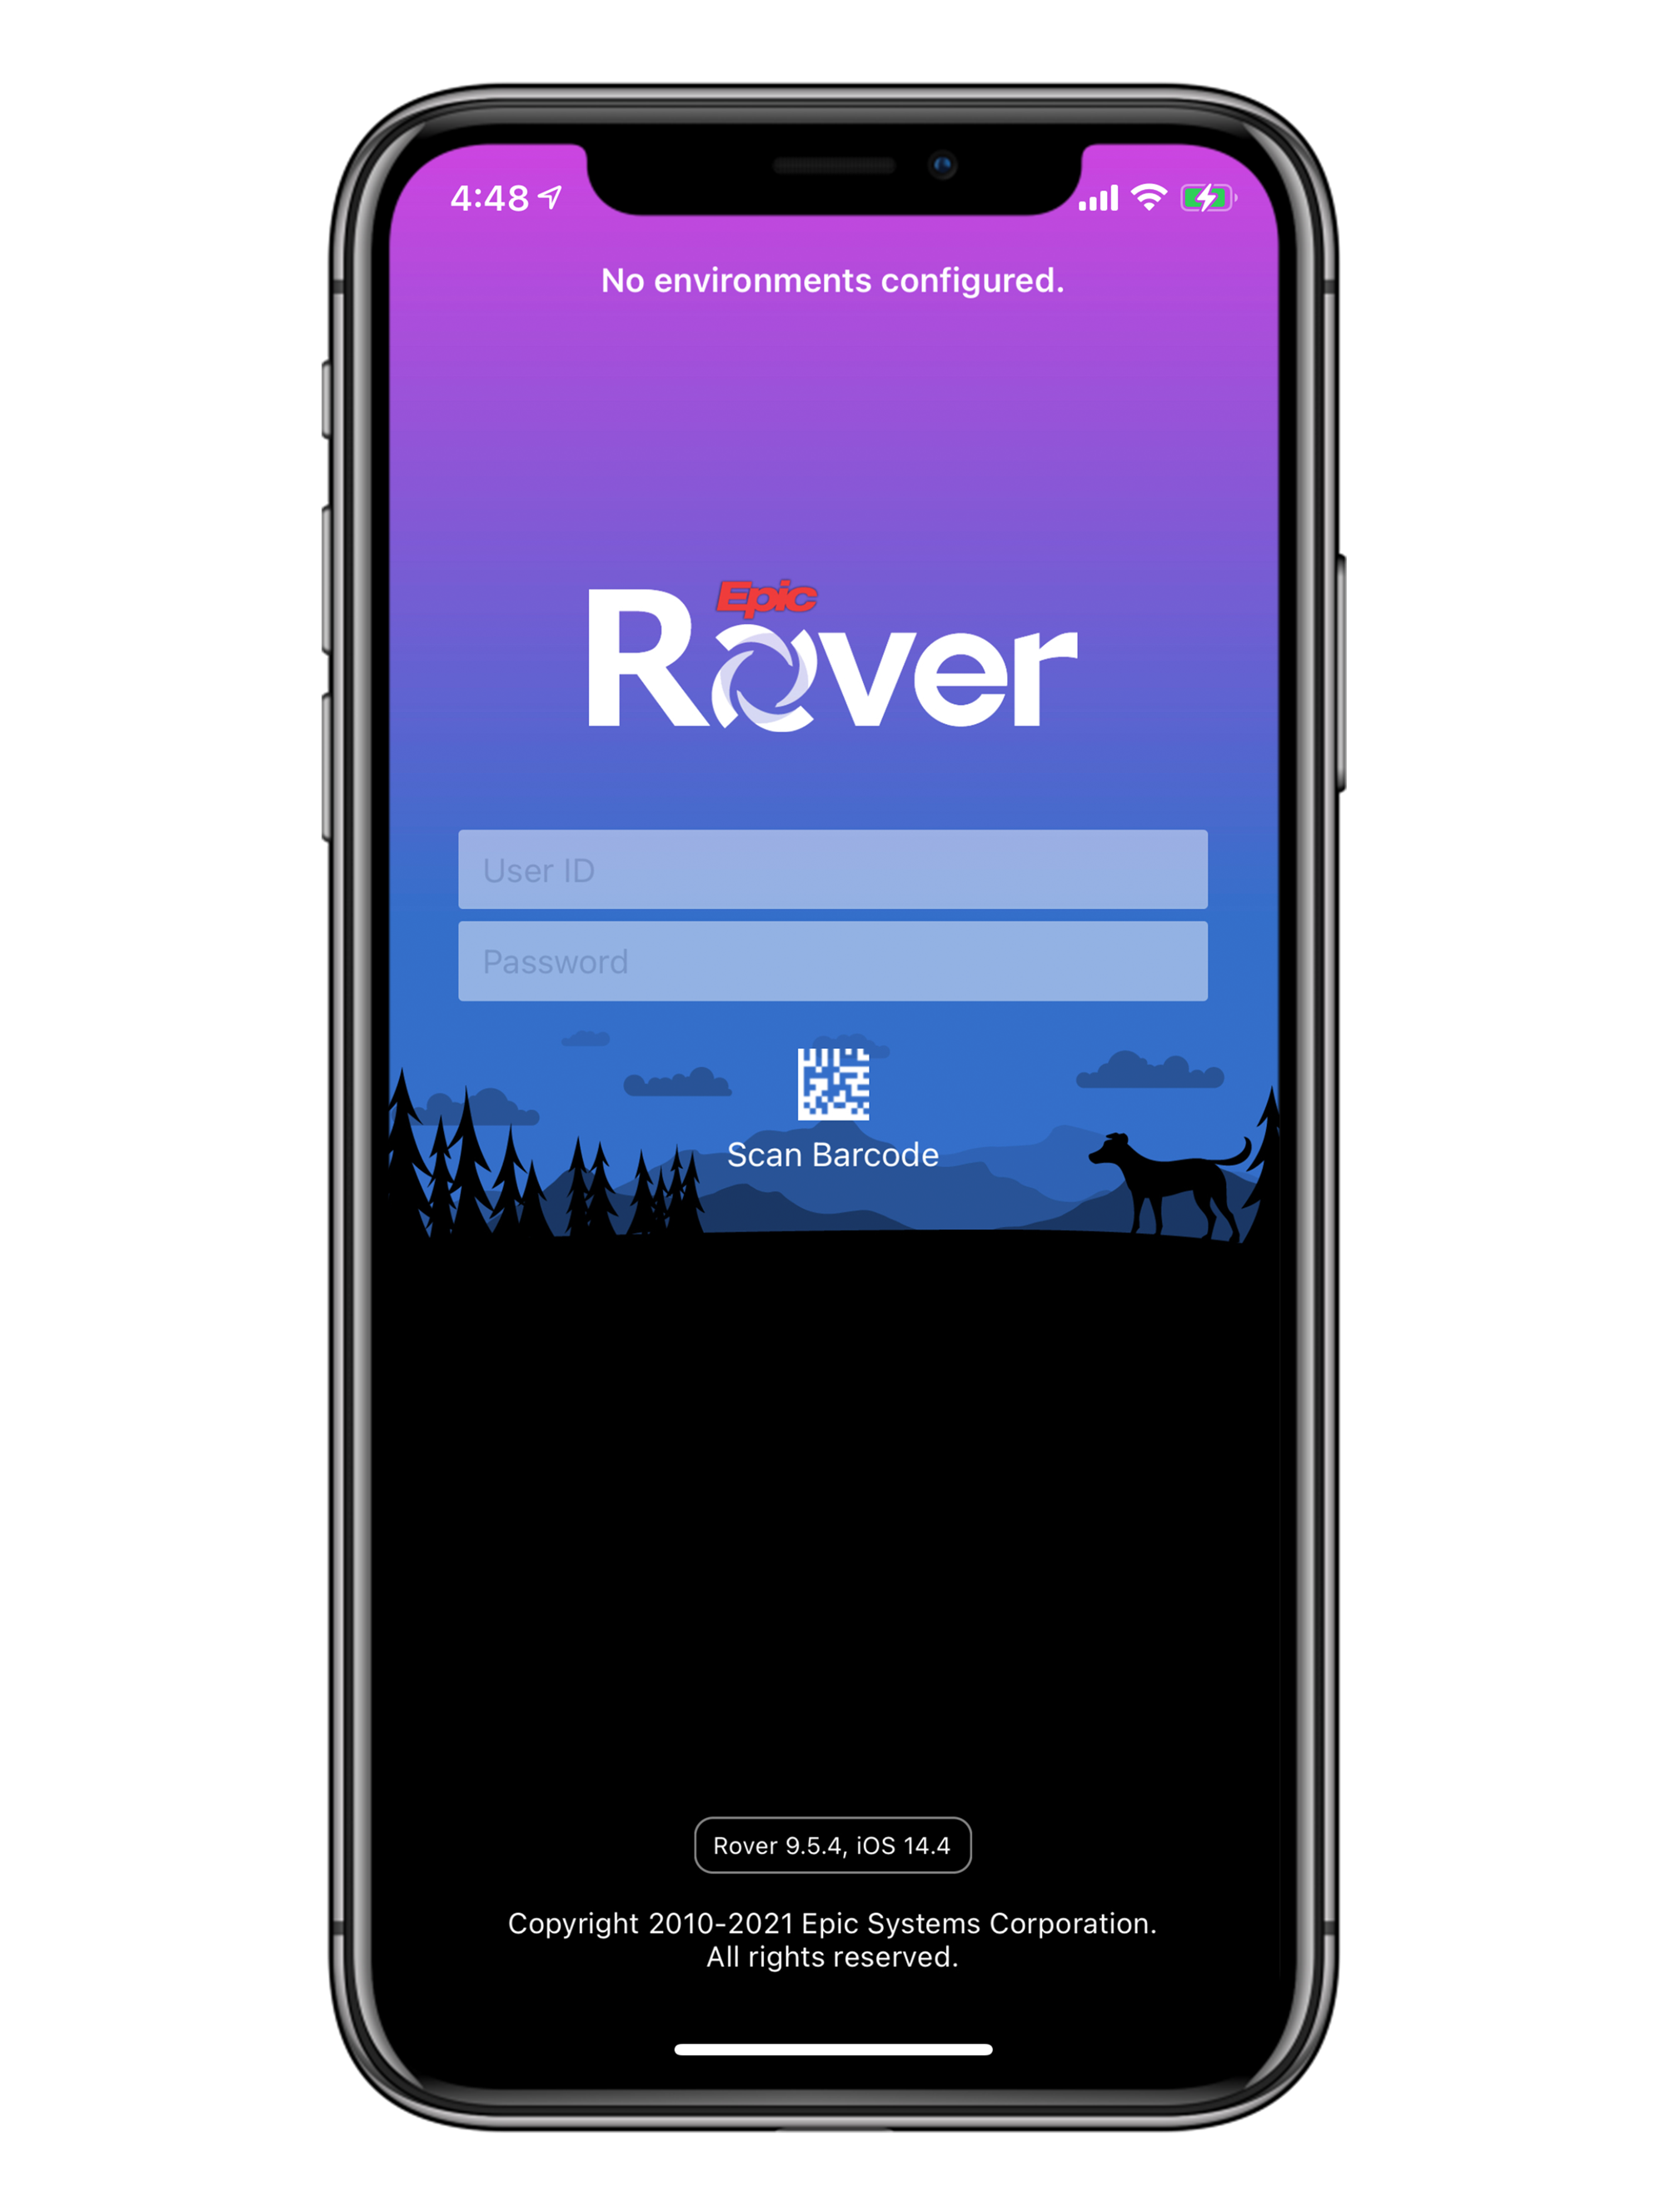 4:48
No environments configured.
Epic
Rover
User ID
Password
Scan Barcode
Rover 9.5.4, iOS 14.4
Copyright 2010-2021 Epic Systems Corporation.
All rights reserved.